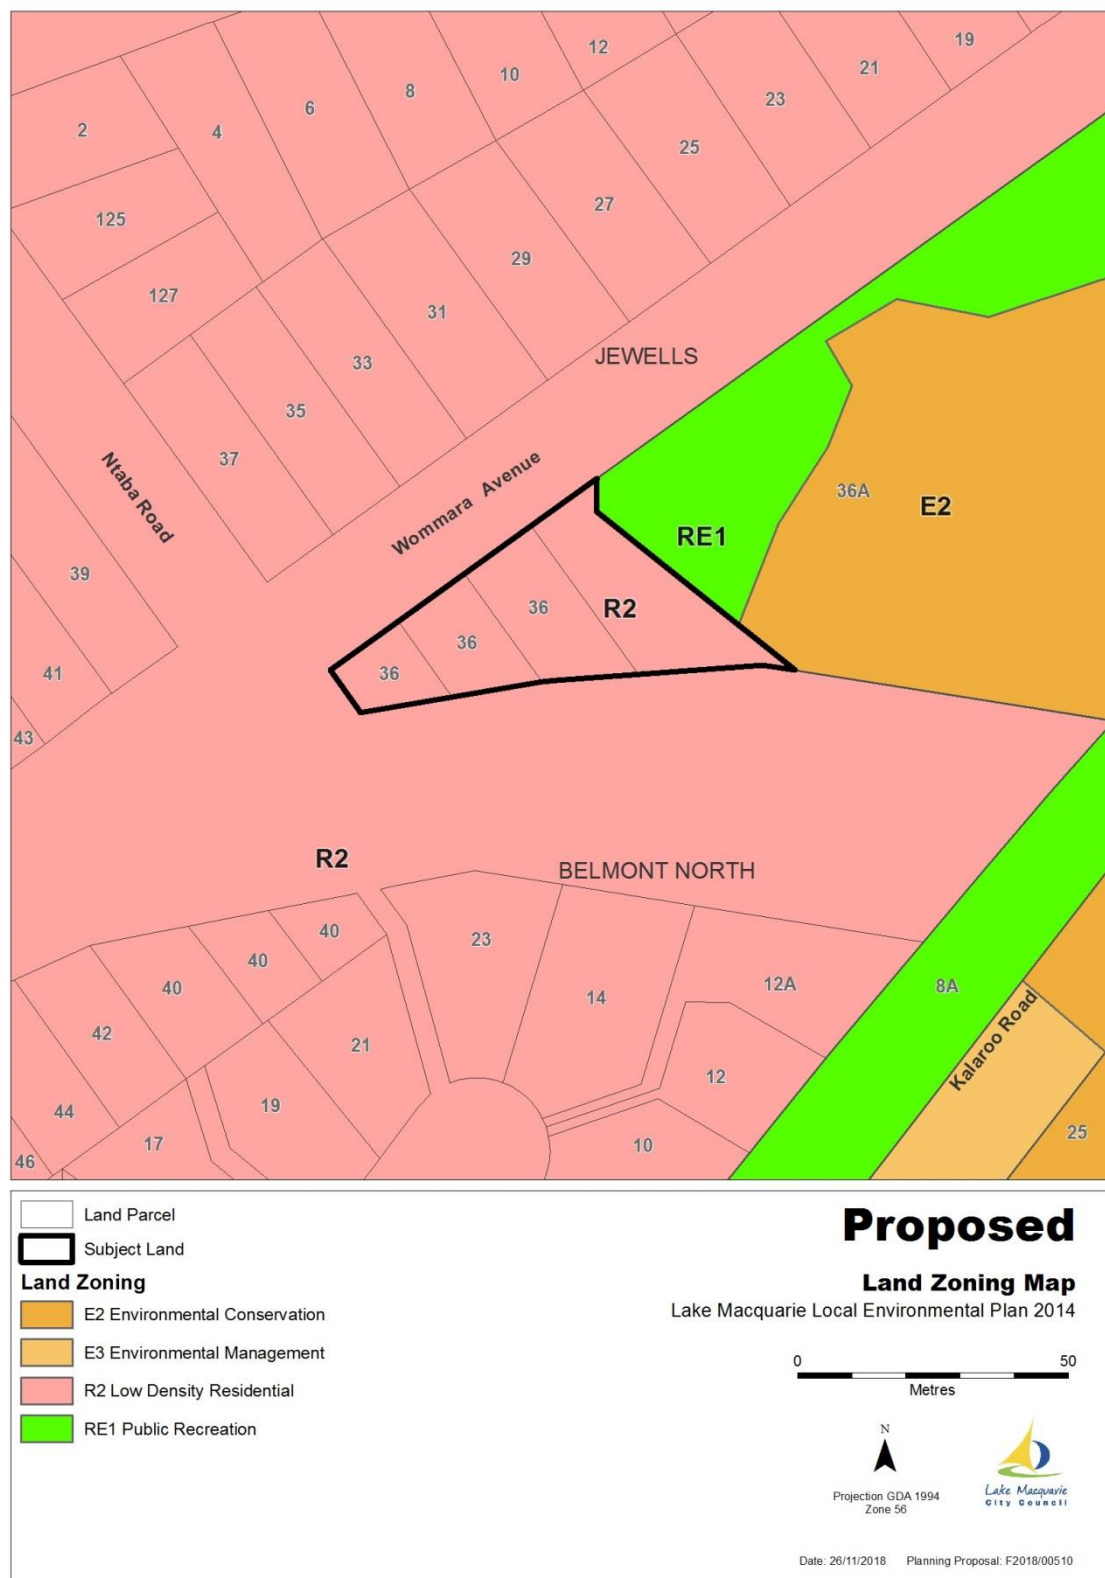 12
19
10
21
8
23
6
2
4
25
27
125
29
127
31
JEWELLS
33
35
37
Wommara Avenue
Ntaba Road
36A
E2
RE1
39
36
R2
36
36
41
43
R2
BELMONT NORTH
23
40
40
40
12A
8A
14
42
21
Kalaroo Road
12
19
44
17
10
25
46
Land Parcel
Subject Land
Land Zoning
E2 Environmental Conservation
E3 Environmental Management
R2 Low Density Residential
RE1 Public Recreation
Proposed
Land Zoning Map
Lake Macquarie Local Environmental Plan 2014
0 50
Metres
N
Projection GDA 1994
Zone 56
Lake Macquarie
City Council
Date: 26/11/2018 Planning Proposal: F2018/00510